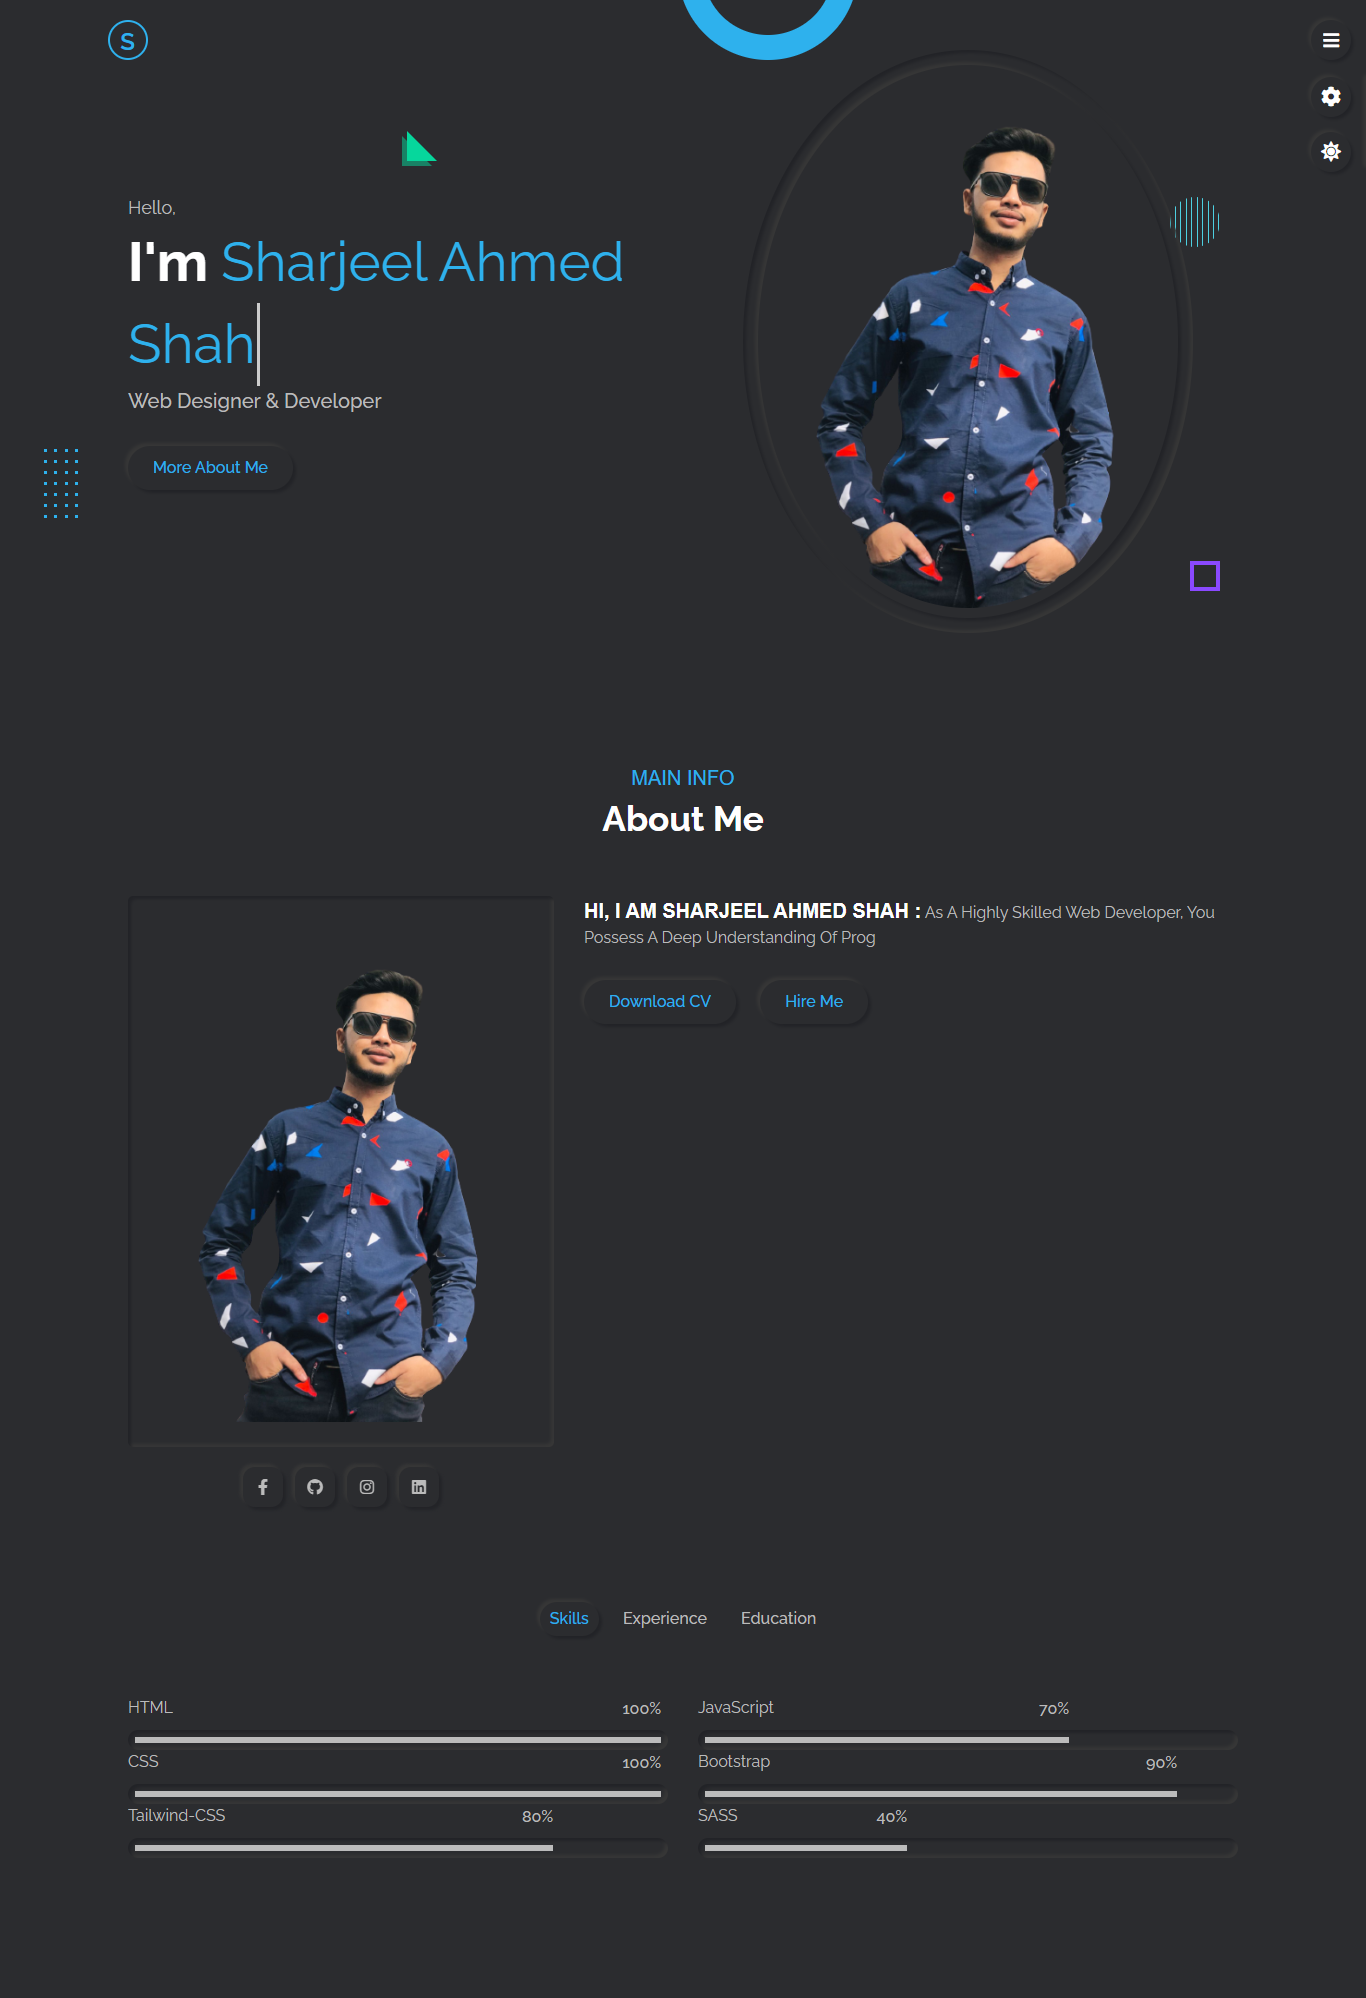 S
Hello,
I'm Sharjeel Ahmed
Shah
Web Designer & Developer
More About Me
MAIN INFO
About Me
HI, I AM SHARJEEL AHMED SHAH : As A Highly Skilled Web Developer, You
Possess A Deep Understanding Of Prog
Download CV
Hire Me
Skills
Experience
Education
HTML 100%
JavaScript 70%
CSS 100%
Bootstrap 90%
Tailwind-CSS 80%
SASS 40%